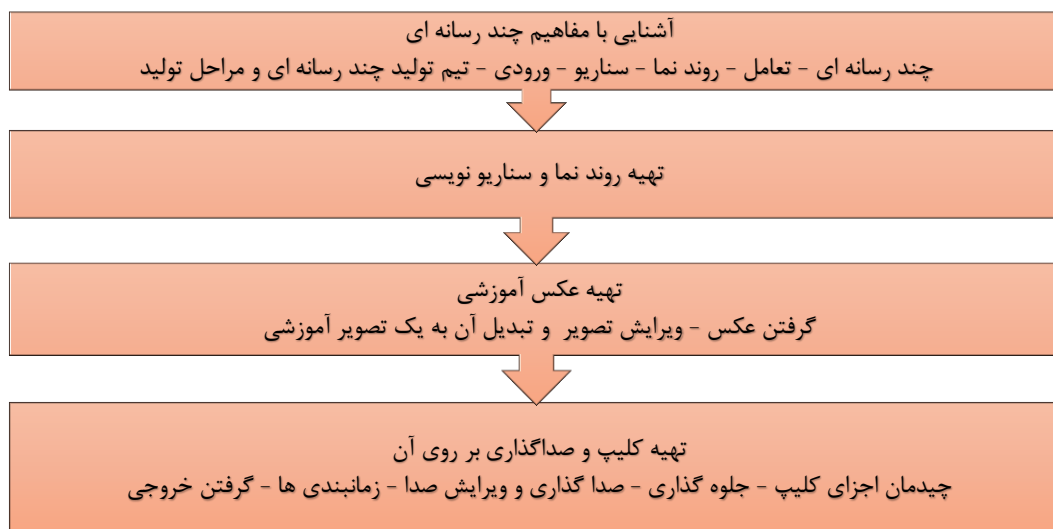 آشنایی با مفاهیم چند رسانه ای
چند رسانه ای - تعامل - روند نما - سناریو - ورودی - تیم تولید چند رسانه ای و مراحل تولید
تهیه روند نما و سناریو نویسی
تهیه عکس آموزشی
گرفتن عکس - ویرایش تصویر و تبدیل آن به یک تصویر آموزشی
تهیه کلیپ و صداگذاری بر روی آن
چیدمان اجزای کلیپ - جلوه گذاری - صدا گذاری و ویرایش صدا - زمانبندی ها - گرفتن خروجی